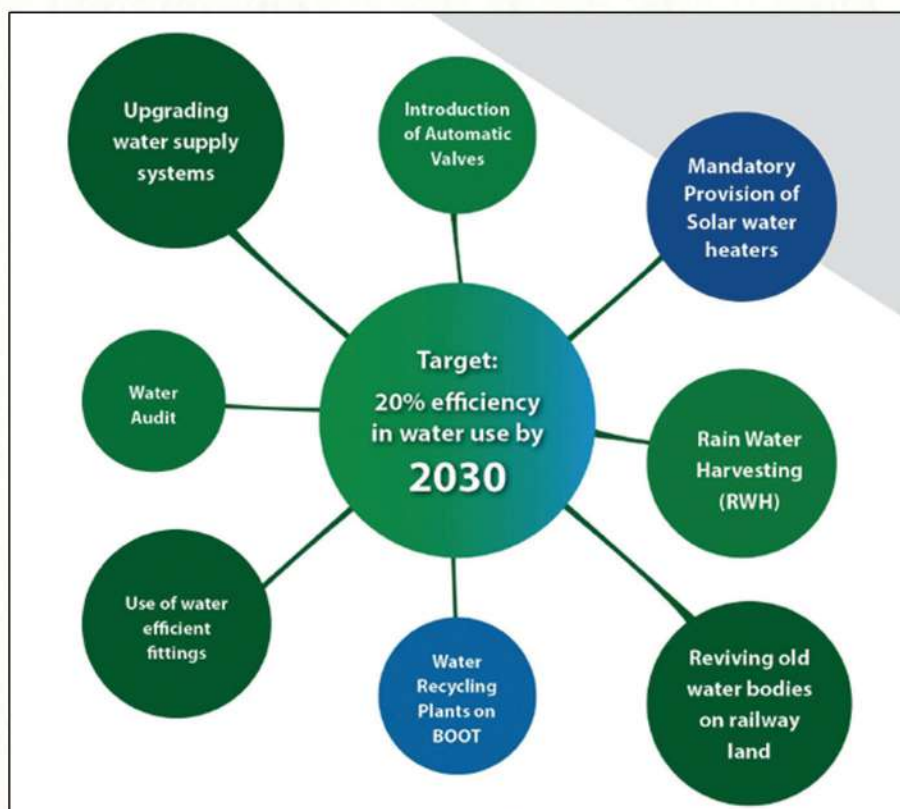 Upgrading
water supply
systems
Introduction
of Automatic
Valves
Mandatory
Provision of
Solar water
heaters
Target:
20% efficiency
in water use by
2030
Water
Audit
Rain Water
Harvesting
(RWH)
Use of water
efficient
fittings
Water
Recycling
Plants on
BOOT
Reviving old
water bodies
on railway
land